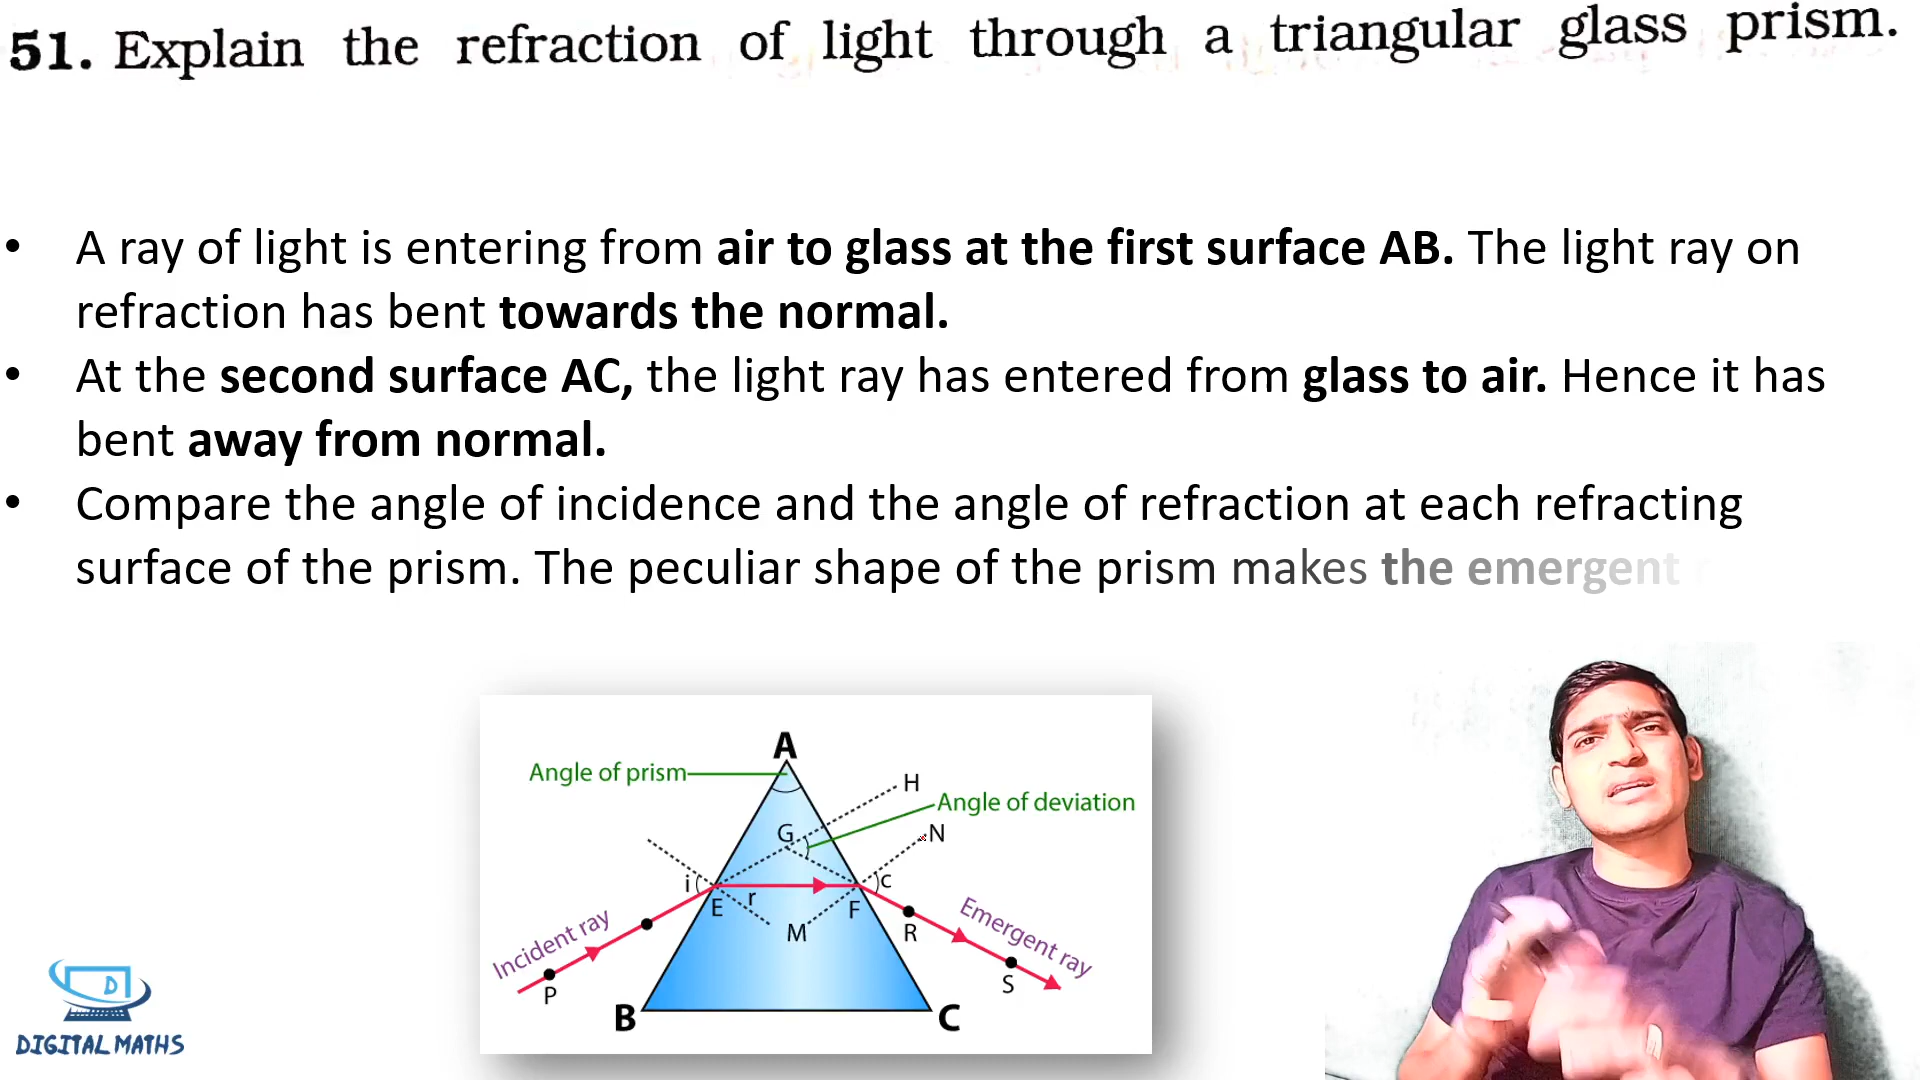 51. Explain the refraction of light through a triangular glass prism.
• A ray of light is entering from air to glass at the first surface AB. The light ray on
refraction has bent towards the normal.
• At the second surface AC, the light ray has entered from glass to air. Hence it has
bent away from normal.
• Compare the angle of incidence and the angle of refraction at each refracting
surface of the prism. The peculiar shape of the prism makes the emergent
A
Angle of prism
H
Angle of deviation
G
N
i
c
E
r
F
M
R
Incident ray
Emergent ray
P
S
B
C
D
DIGITAL MATHS